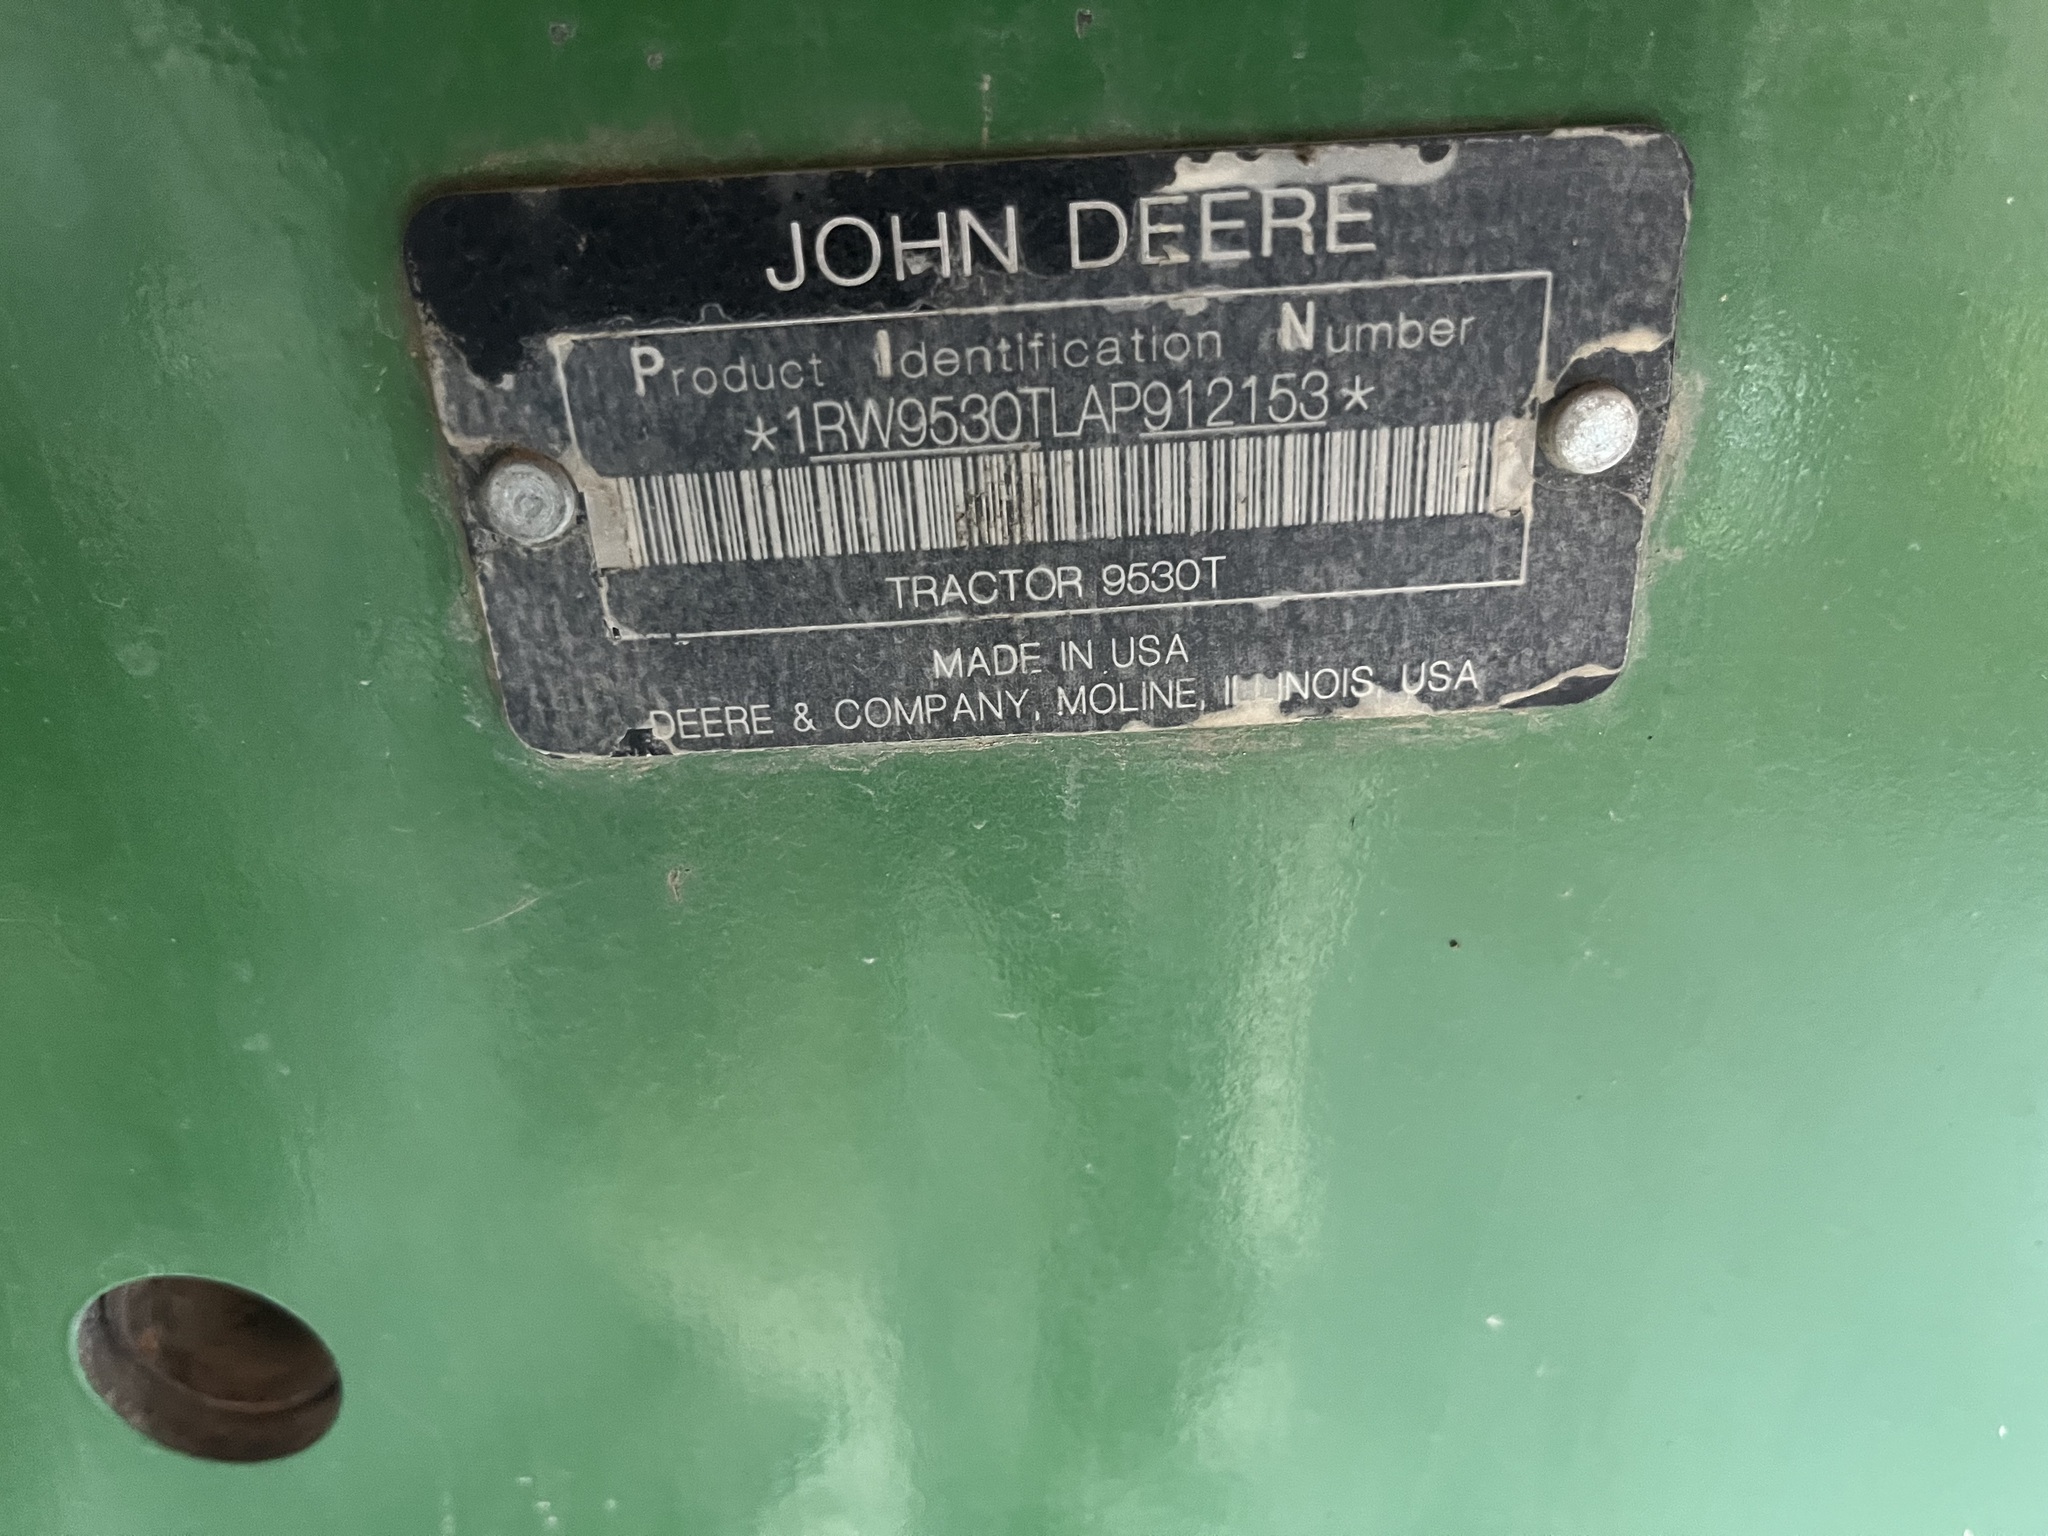 JOHN DEERE
Product Identification Number
*1RW9530TLAP912153*
TRACTOR 9530T
MADE IN USA
DEERE & COMPANY, MOLINE, ILLINOIS, USA